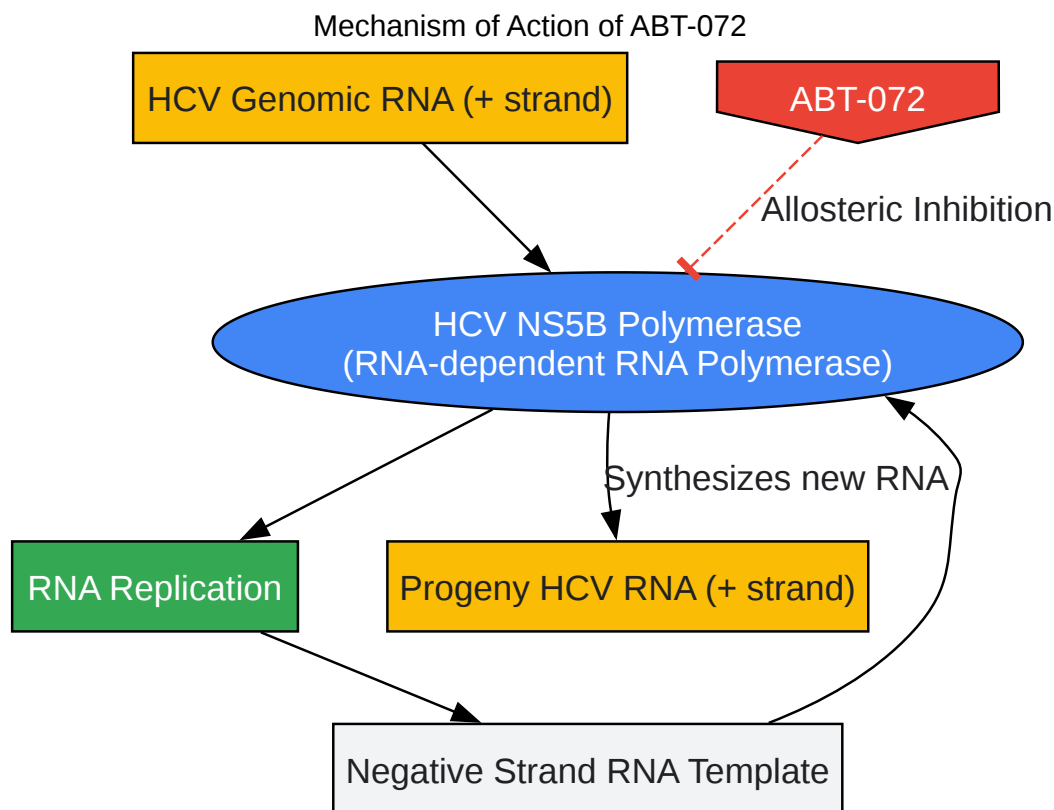 Mechanism of Action of ABT-072
HCV Genomic RNA (+ strand)
ABT-072
Allosteric Inhibition
HCV NS5B Polymerase
(RNA-dependent RNA Polymerase)
Synthesizes new RNA
RNA Replication
Progeny HCV RNA (+ strand)
Negative Strand RNA Template